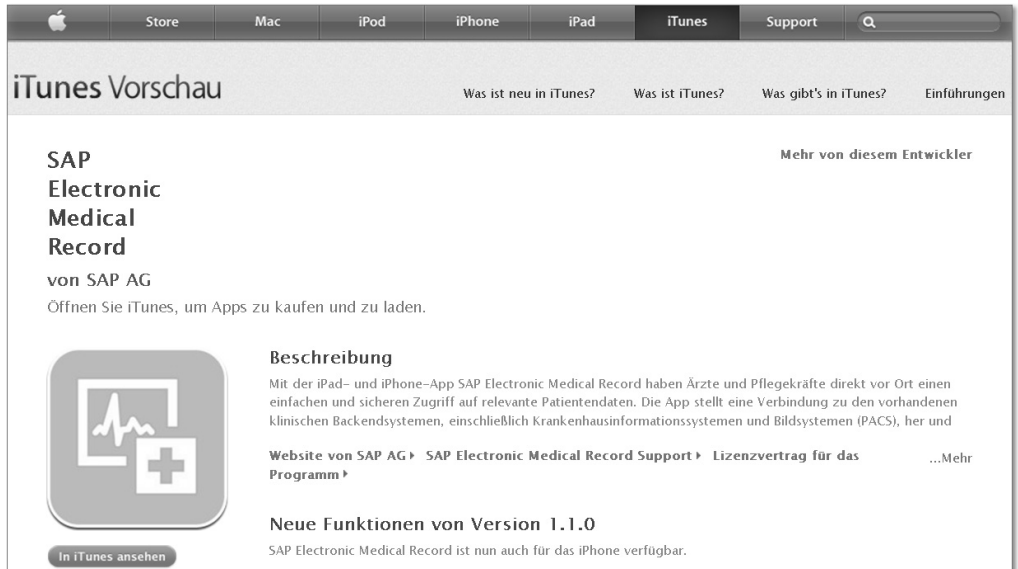 Store Mac iPod iPhone iPad iTunes Support
iTunes Vorschau
Was ist neu in iTunes? Was ist iTunes? Was gibt's in iTunes? Einführungen
SAP
Electronic
Medical
Record
Mehr von diesem Entwickler
von SAP AG
Öffnen Sie iTunes, um Apps zu kaufen und zu laden.
Beschreibung
Mit der iPad- und iPhone-App SAP Electronic Medical Record haben Ärzte und Pflegekräfte direkt vor Ort einen
einfachen und sicheren Zugriff auf relevante Patientendaten. Die App stellt eine Verbindung zu den vorhandenen
klinischen Backendsystemen, einschließlich Krankenhausinformationssystemen und Bildsystemen (PACS), her und
Website von SAP AG SAP Electronic Medical Record Support Lizenzvertrag für das
Programm
...Mehr
Neue Funktionen von Version 1.1.0
SAP Electronic Medical Record ist nun auch für das iPhone verfügbar.
In iTunes ansehen